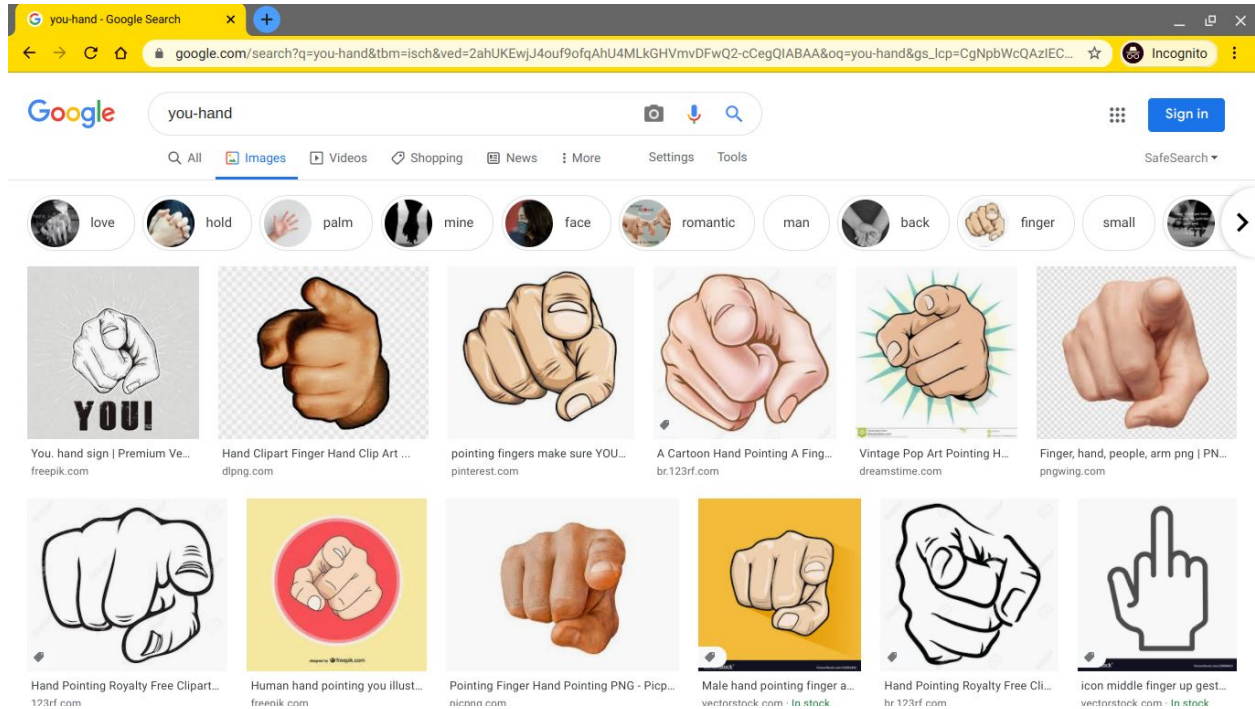 you-hand - Google Search
google.com/search?q=you-hand&tbm=isch&ved=2ahUKEwjJ4ouf9ofqAhU4MLkGHVmvDFwQ2-cCegQIABAA&oq=you-hand&gs_lcp=CgNpbWcQAzIEC...
Incognito
Google
you-hand
Sign in
All
Images
Videos
Shopping
News
More
Settings
Tools
SafeSearch
love
hold
palm
mine
face
romantic
man
back
finger
small
YOU!
You. hand sign | Premium Ve...
freepik.com
Hand Clipart Finger Hand Clip Art ...
dlpng.com
pointing fingers make sure YOU...
pinterest.com
A Cartoon Hand Pointing A Fing...
br.123rf.com
Vintage Pop Art Pointing H...
dreamstime.com
Finger, hand, people, arm png | PN...
pngwing.com
designed by freepik.com
Hand Pointing Royalty Free Clipart...
123rf.com
Human hand pointing you illust...
freepik.com
Pointing Finger Hand Pointing PNG - Picp...
picpng.com
Male hand pointing finger a...
vectorstock.com · In stock
Hand Pointing Royalty Free Cli...
br.123rf.com
icon middle finger up gest...
vectorstock.com · In stock